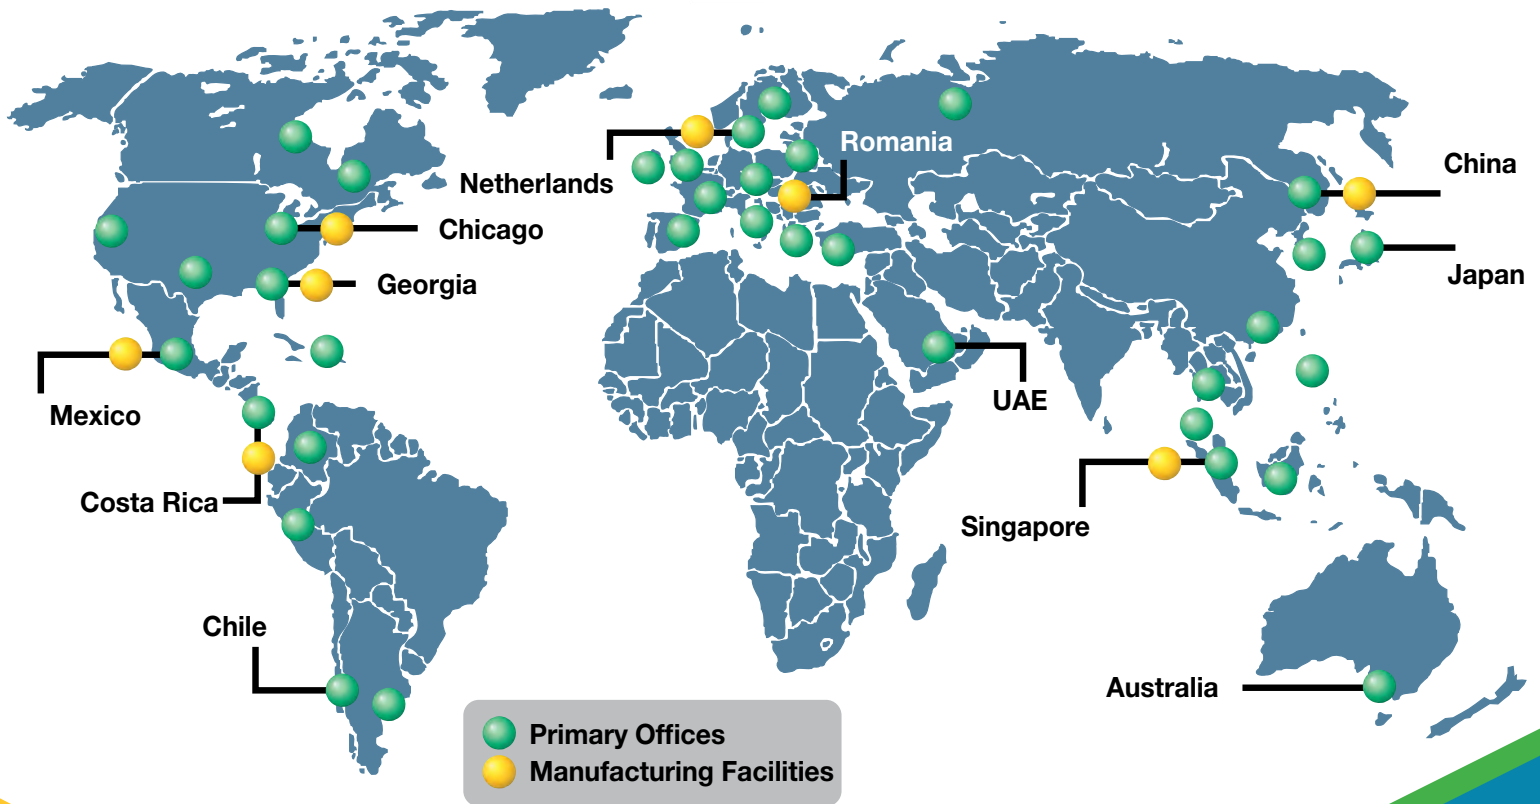 Romania
China
Netherlands
Chicago
Japan
Georgia
UAE
Mexico
Costa Rica
Singapore
Chile
Australia
Primary Offices
Manufacturing Facilities